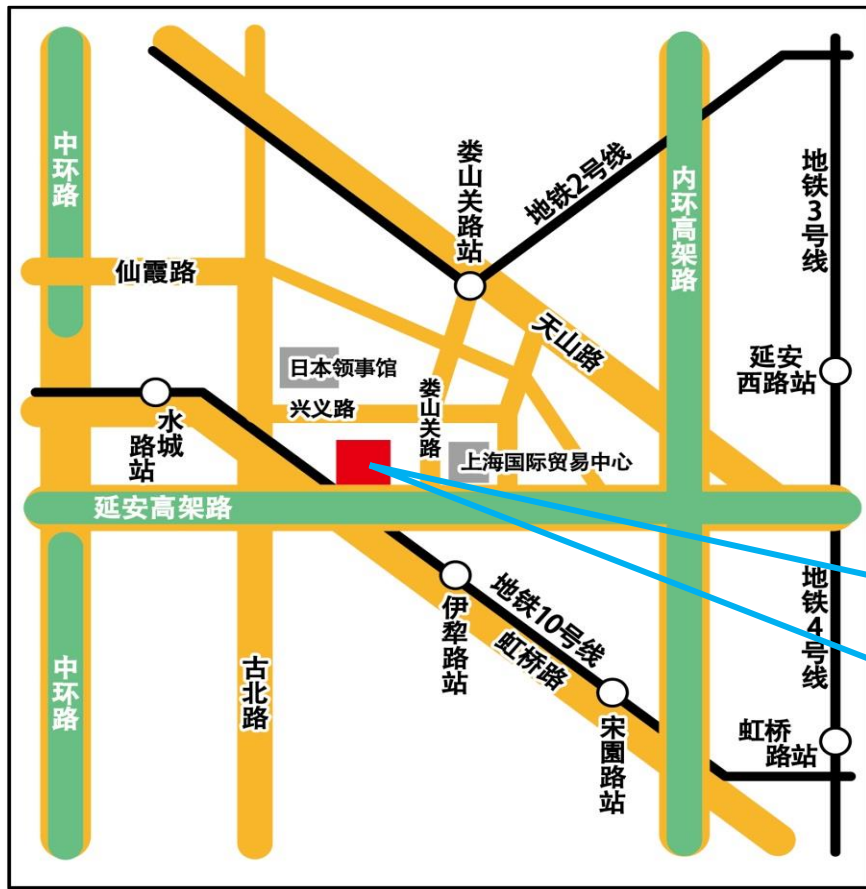 中环路
娄山关路站
地铁2号线
内环高架路
地铁3号线
仙霞路
天山路
日本领事馆
延安
西路站
兴义路
娄山关路
水城
路站
上海国际贸易中心
延安高架路
地铁10号线
地铁4号线
伊犁路站
虹桥路
中环路
古北路
宋園路站
虹桥
路站